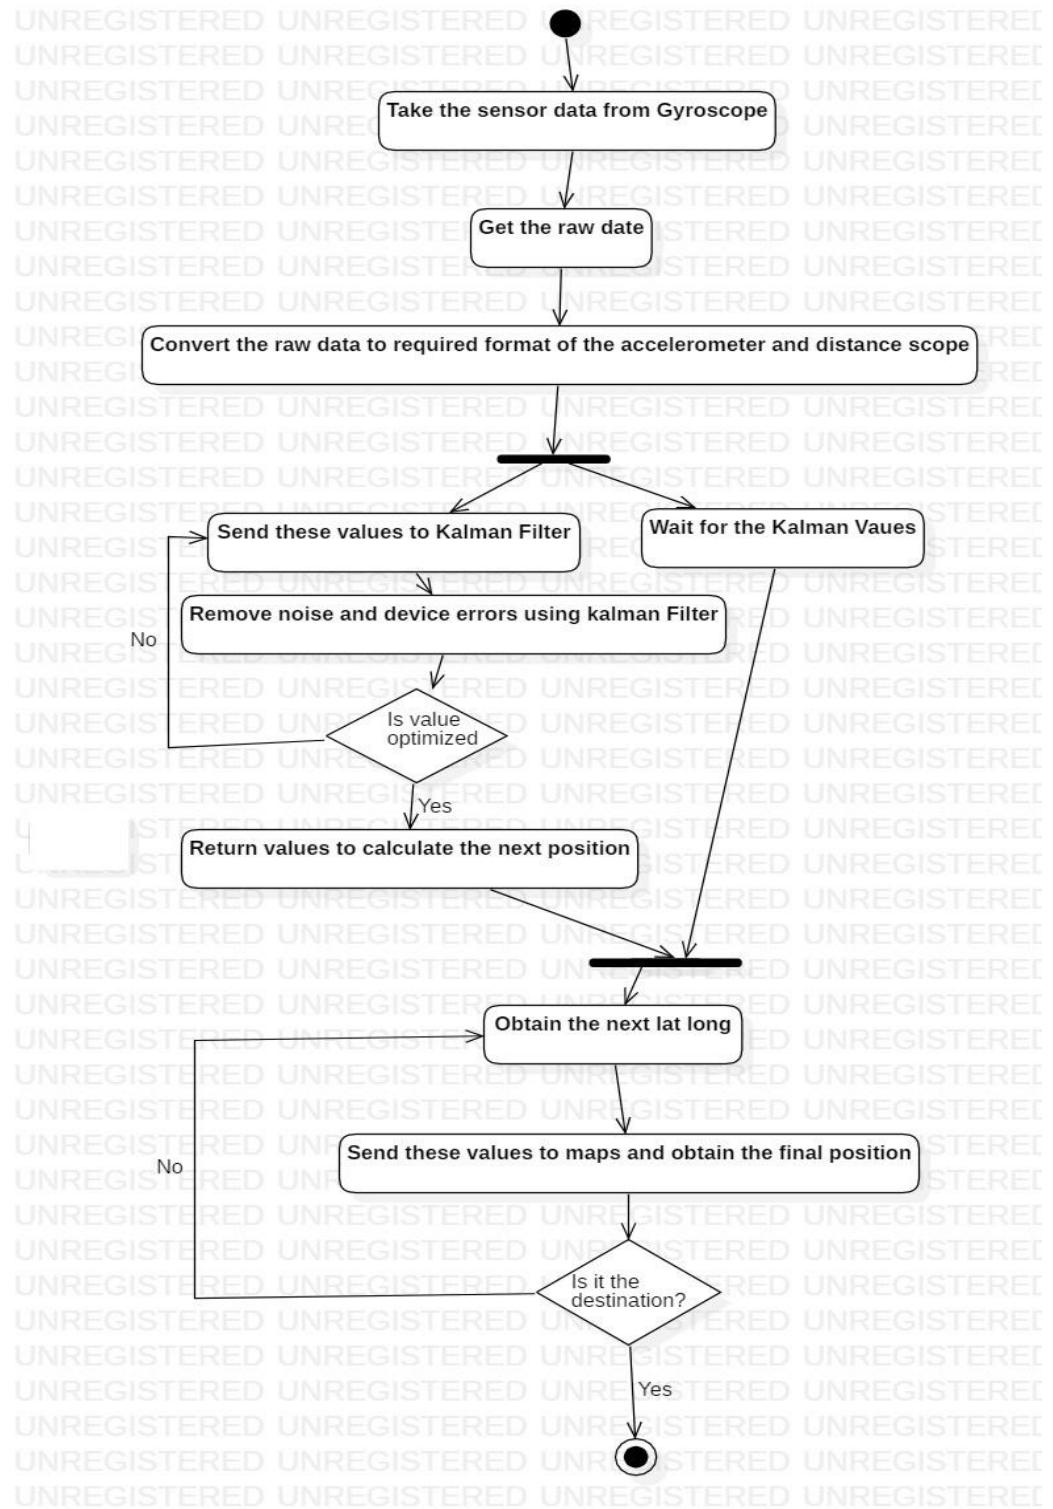 Take the sensor data from Gyroscope
Get the raw date
Convert the raw data to required format of the accelerometer and distance scope
Send these values to Kalman Filter
Wait for the Kalman Vaues
Remove noise and device errors using kalman Filter
No
Is value
optimized
Yes
Return values to calculate the next position
Obtain the next lat long
Send these values to maps and obtain the final position
No
Is it the
destination?
Yes
UNREGISTERED